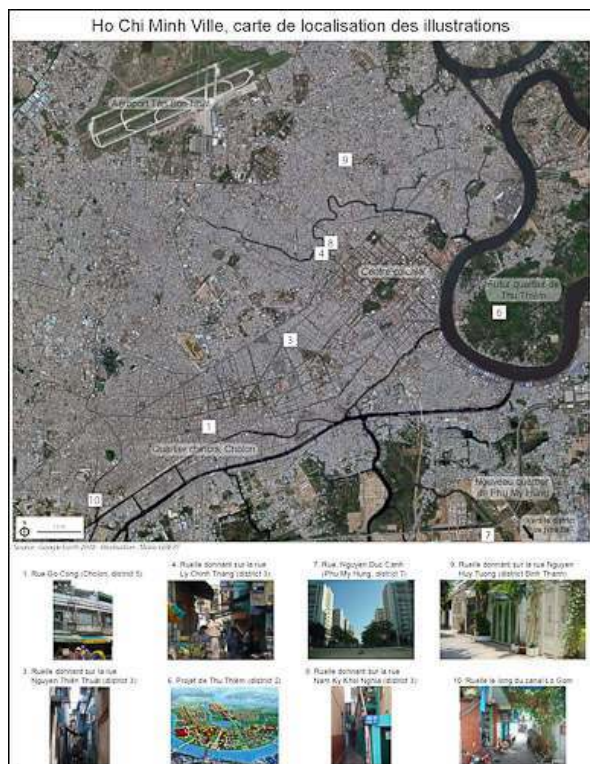 Ho Chi Minh Ville, carte de localisation des illustrations
Aéroport Tân Son Nhat
9
8
4
Centre colonial
Futur quartier de
Thu Thiêm
6
3
1
Quartier chinois, Cholon
Nouveau quartier
de Phu My Hung
10
7
1. Rue Go Cong (Cholon, district 5)
4. Ruelle donnant sur la rue
Ly Chinh Thang (district 3)
7. Rue, Nguyen Duc Canh
(Phu My Hung, district 7)
9. Ruelle donnant sur la rue Nguyen
Huy Tuong (district Binh Thanh)
3. Ruelle donnant sur la rue
Nguyen Thiên Thuat (district 3)
6. Projet de Thu Thiêm (district 2)
8. Ruelle donnant sur la rue
Nam Ky Khoi Nghia (district 3)
10. Ruelle le long du canal Lo Gom